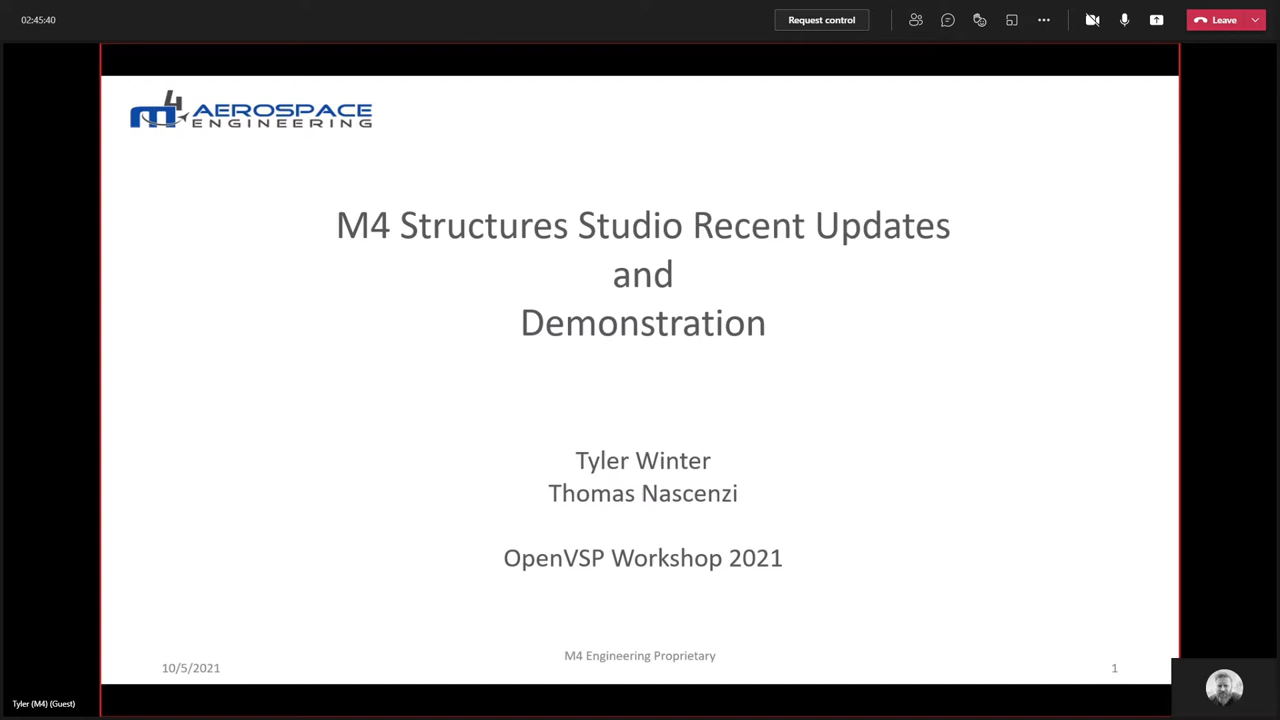 02:45:40
Request control
Leave
m4 AEROSPACE
ENGINEERING
M4 Structures Studio Recent Updates
and
Demonstration
Tyler Winter
Thomas Nascenzi
OpenVSP Workshop 2021
M4 Engineering Proprietary
10/5/2021
1
Tyler (M4) (Guest)